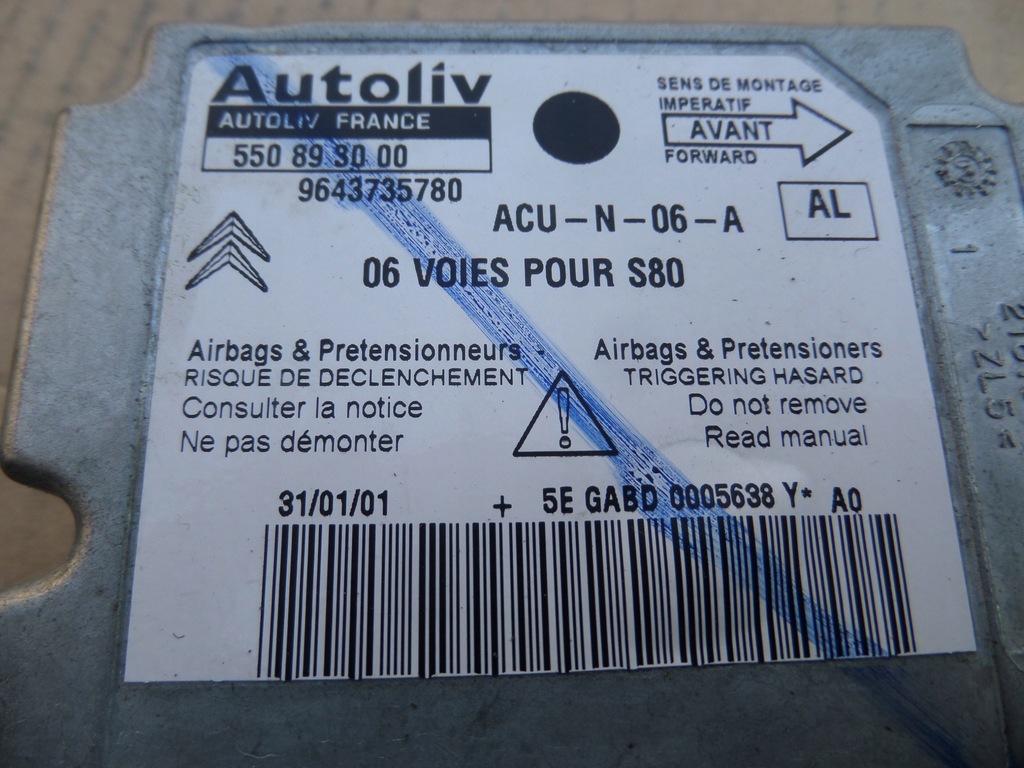 Autoliv
AUTOLIV FRANCE
550 89 30 00
9643735780
SENS DE MONTAGE
IMPERATIF
AVANT
FORWARD
ACU-N-06-A
AL
06 VOIES POUR S80
Airbags & Pretensionneurs
RISQUE DE DECLENCHEMENT
Consulter la notice
Ne pas démonter
Airbags & Pretensioners
TRIGGERING HASARD
Do not remove
Read manual
31/01/01 + 5E GABD 0005638 Y* A0
1